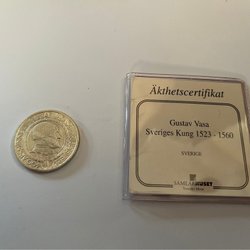 Äkthetscertifikat
Gustav Vasa
Sveriges Kung 1523 - 1560
SVERIGE
SAMLARHUSET